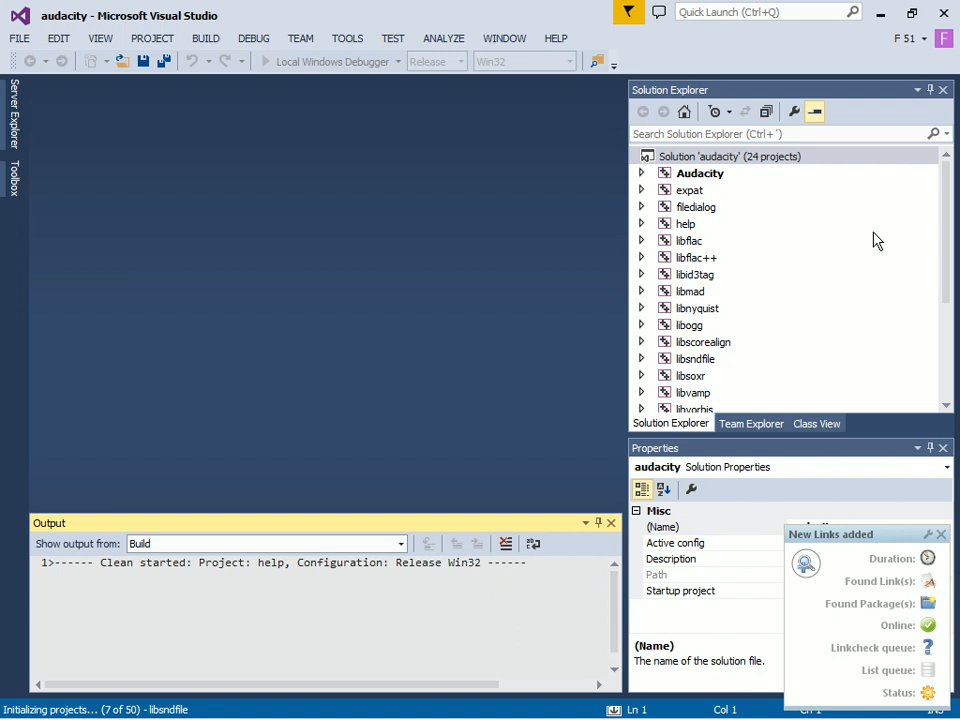 audacity - Microsoft Visual Studio
Quick Launch (Ctrl+Q)
FILE EDIT VIEW PROJECT BUILD DEBUG TEAM TOOLS TEST ANALYZE WINDOW HELP
F 51 F
Local Windows Debugger Release Win32
Server Explorer
Toolbox
Solution Explorer
Search Solution Explorer (Ctrl+´)
Solution 'audacity' (24 projects)
Audacity
expat
filedialog
help
libflac
libflac++
libid3tag
libmad
libnyquist
libogg
libscorealign
libsndfile
libsoxr
libvamp
libvorbis
Solution Explorer Team Explorer Class View
Properties
audacity Solution Properties
Misc
(Name)
Active config
Description
Path
Startup project
(Name)
The name of the solution file.
Output
Show output from: Build
1>------ Clean started: Project: help, Configuration: Release Win32 ------
New Links added
Duration:
Found Link(s):
Found Package(s):
Online:
Linkcheck queue:
List queue:
Status:
Initializing projects... (7 of 50) - libsndfile
Ln 1 Col 1